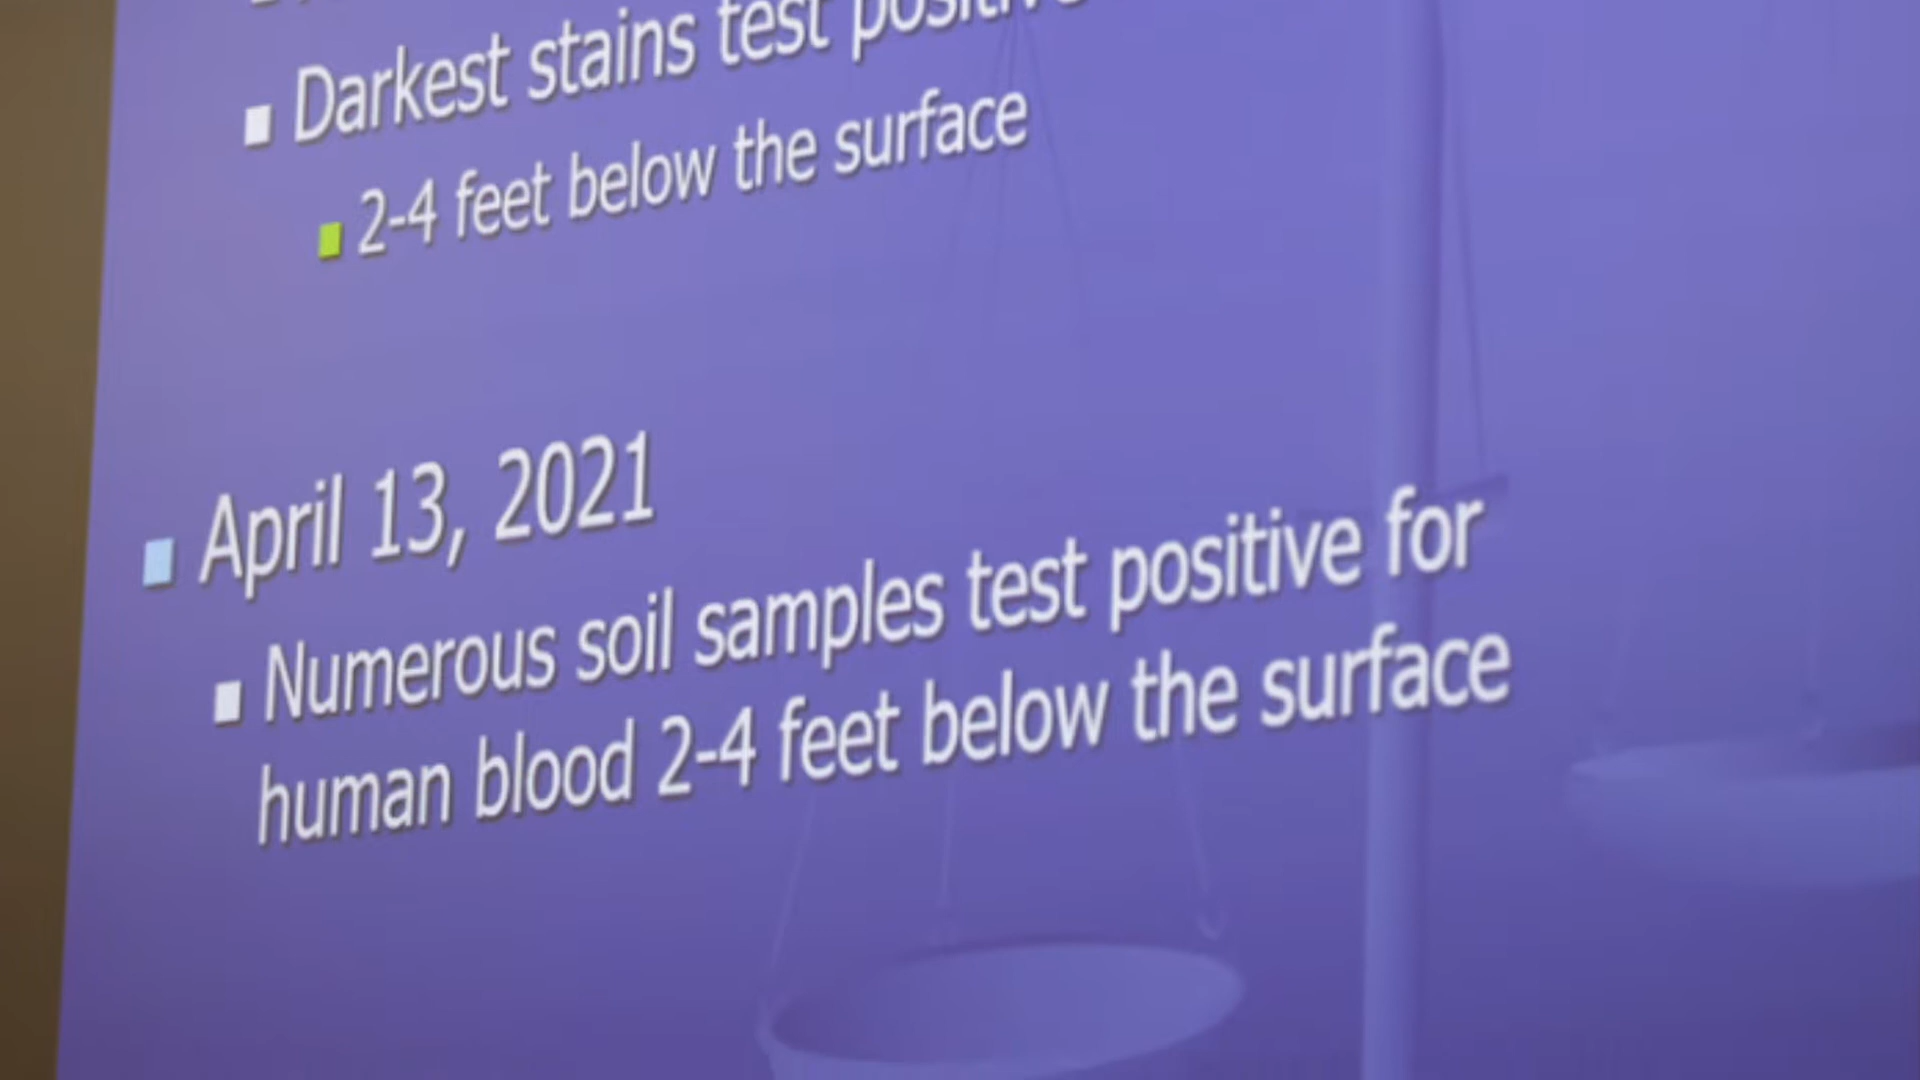 Darkest stains test positive
2-4 feet below the surface
April 13, 2021
Numerous soil samples test positive for
human blood 2-4 feet below the surface